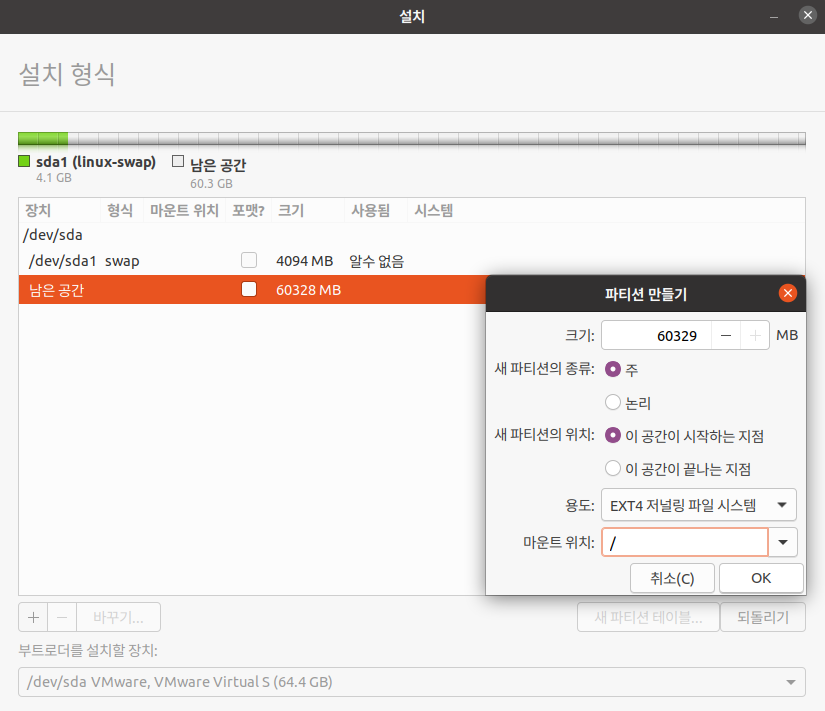 설치
설치 형식
sda1 (linux-swap)
4.1 GB
남은 공간
60.3 GB
장치 형식 마운트 위치 포맷? 크기 사용됨 시스템
/dev/sda
/dev/sda1 swap 4094 MB 알수 없음
남은 공간 60328 MB
파티션 만들기
크기: 60329 − + MB
새 파티션의 종류: 주
논리
새 파티션의 위치: 이 공간이 시작하는 지점
이 공간이 끝나는 지점
용도: EXT4 저널링 파일 시스템
마운트 위치: /
취소(C) OK
+ − 바꾸기... 새 파티션 테이블... 되돌리기
부트로더를 설치할 장치:
/dev/sda VMware, VMware Virtual S (64.4 GB)